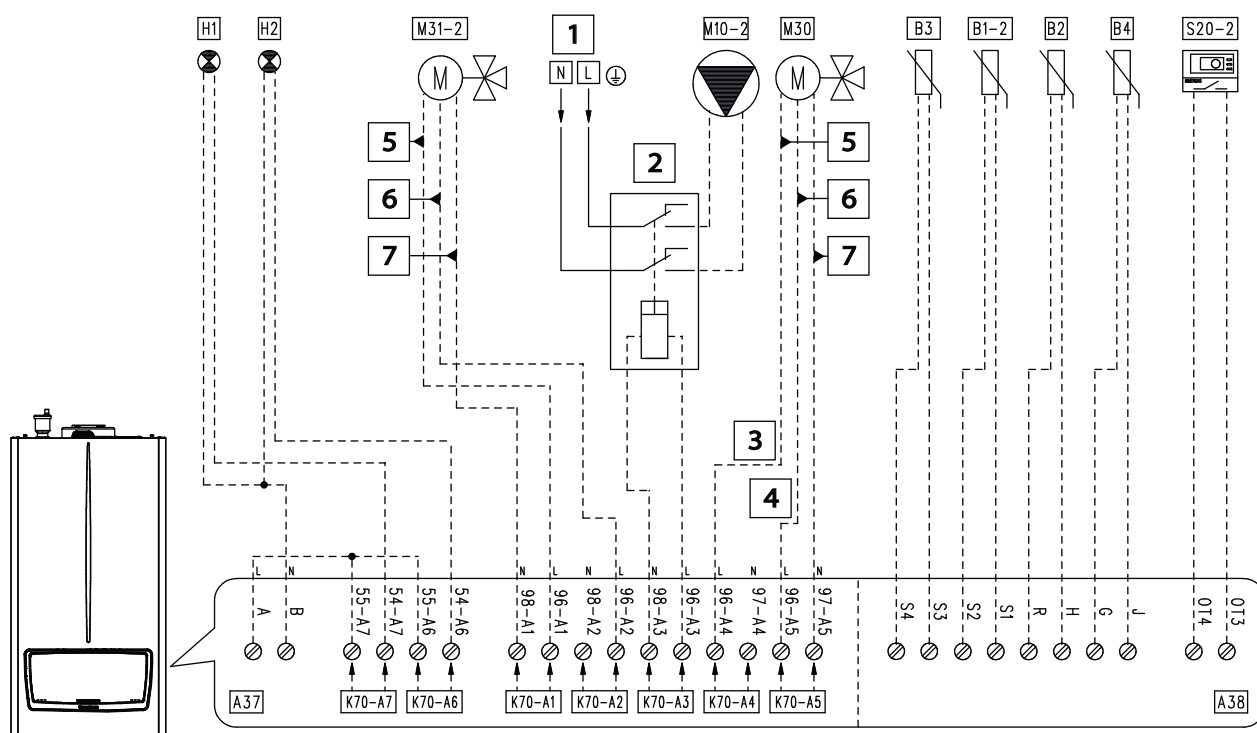 H1 H2 M31-2 1 M10-2 M30 B3 B1-2 B2 B4 S20-2
N L
M M
5 5
2
6 6
7 7
3
4
L N N L N L N L L N L N
A B 55-A7 54-A7 55-A6 54-A6 98-A1 96-A1 98-A2 96-A2 98-A3 96-A3 96-A4 97-A4 96-A5 97-A5 S4 S3 S2 S1 R H G J OT4 OT3
A37 K70-A7 K70-A6 K70-A1 K70-A2 K70-A3 K70-A4 K70-A5 A38